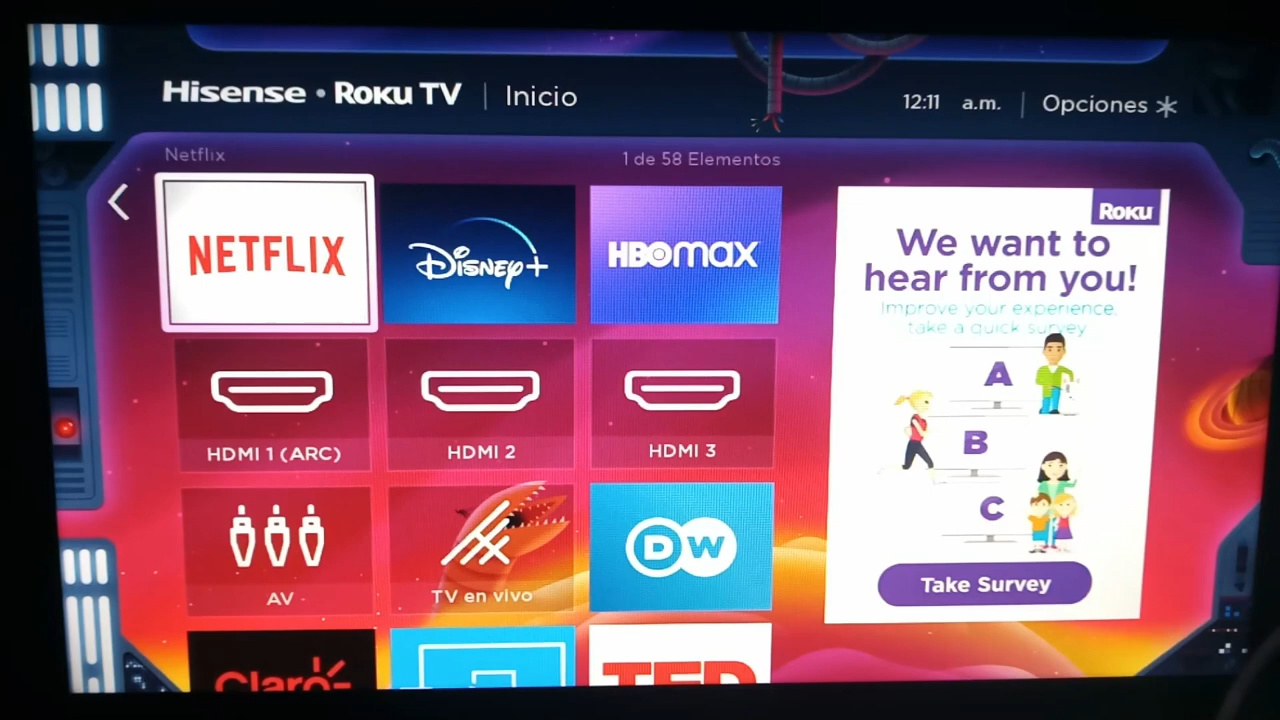 Hisense • Roku TV | Inicio
12:11 a.m. | Opciones
Netflix
1 de 58 Elementos
NETFLIX
Disney+
HBOmax
HDMI 1 (ARC)
HDMI 2
HDMI 3
AV
TV en vivo
DW
Claro
TED
Roku
We want to
hear from you!
Improve your experience,
take a quick survey
A
B
C
Take Survey